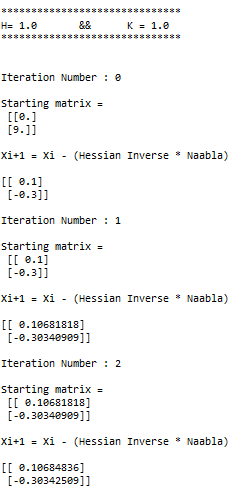 ******************************
H= 1.0 && K = 1.0
******************************
Iteration Number : 0
Starting matrix =
[[0.]
[9.]]
Xi+1 = Xi - (Hessian Inverse * Naabla)
[[ 0.1]
[-0.3]]
Iteration Number : 1
Starting matrix =
[[ 0.1]
[-0.3]]
Xi+1 = Xi - (Hessian Inverse * Naabla)
[[ 0.10681818]
[-0.30340909]]
Iteration Number : 2
Starting matrix =
[[ 0.10681818]
[-0.30340909]]
Xi+1 = Xi - (Hessian Inverse * Naabla)
[[ 0.10684836]
[-0.30342509]]